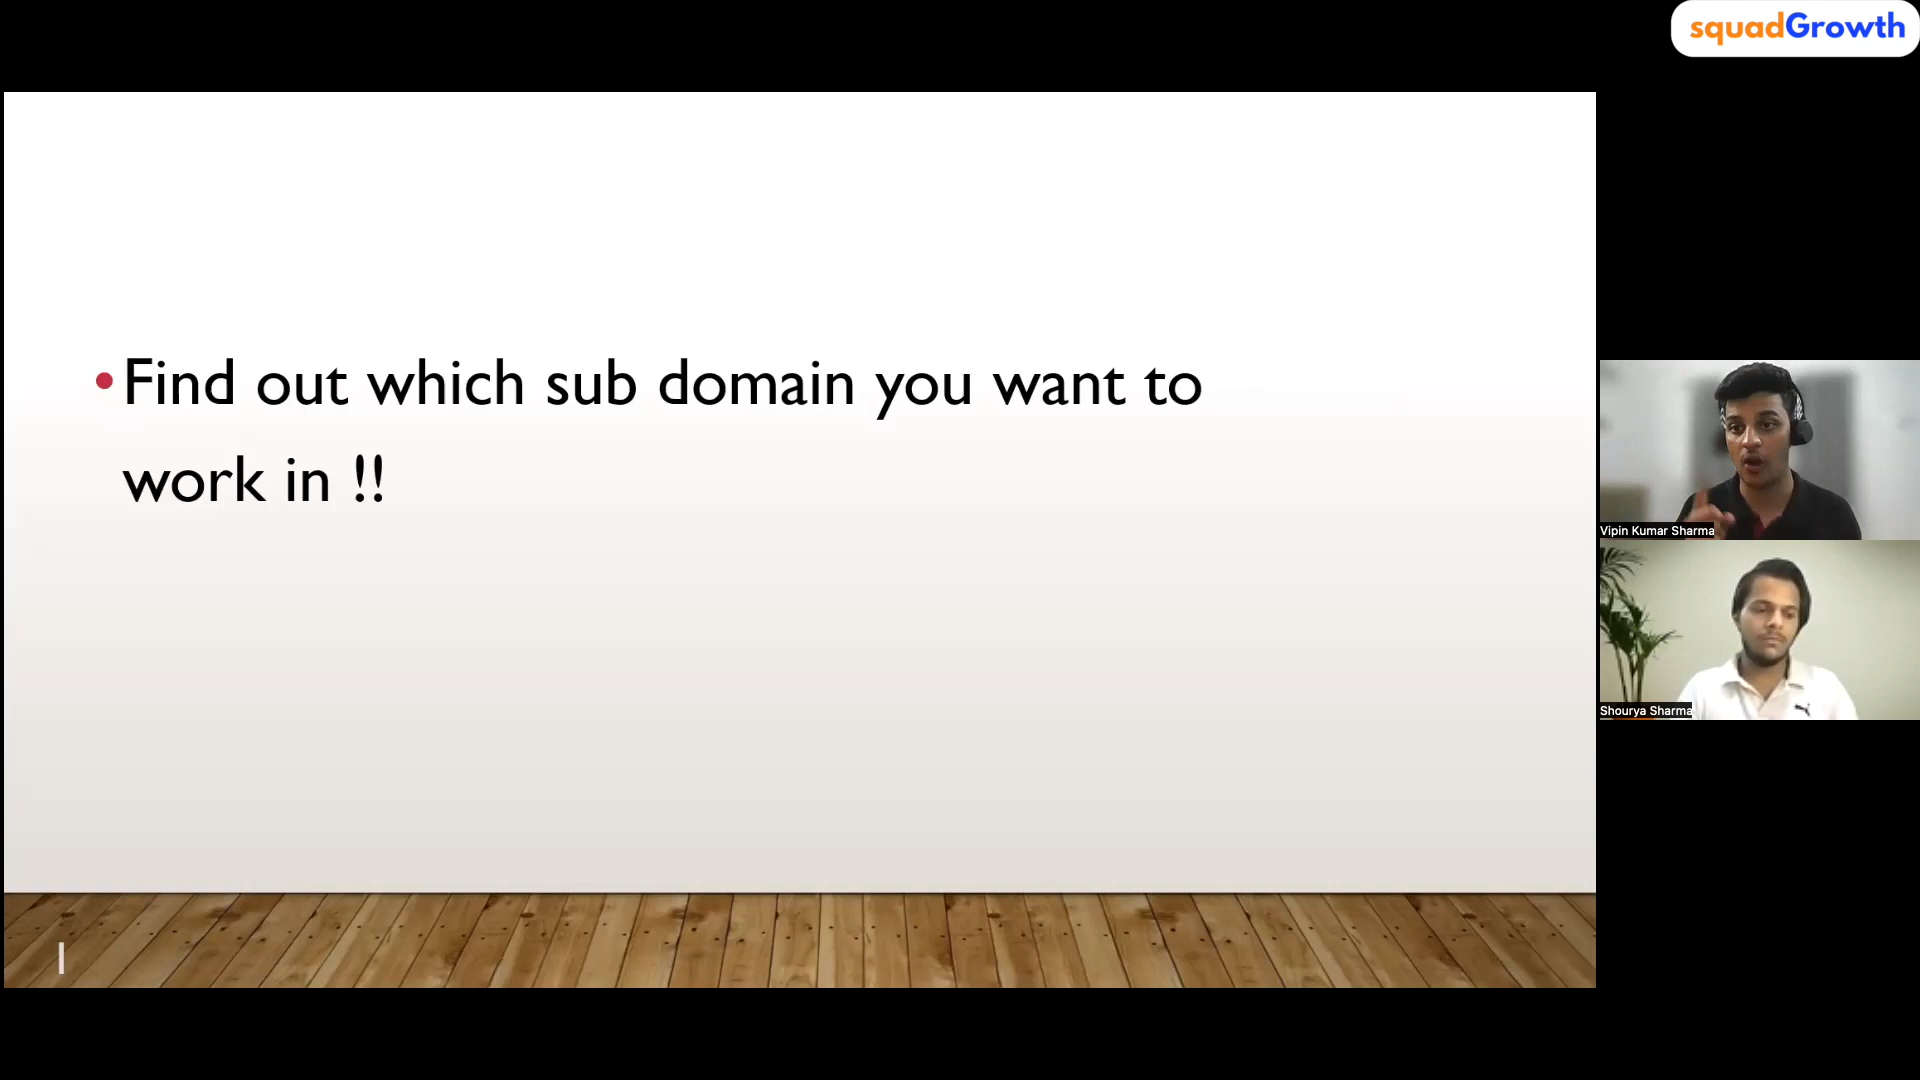 squadGrowth
• Find out which sub domain you want to
work in !!
Vipin Kumar Sharma
Shourya Sharma